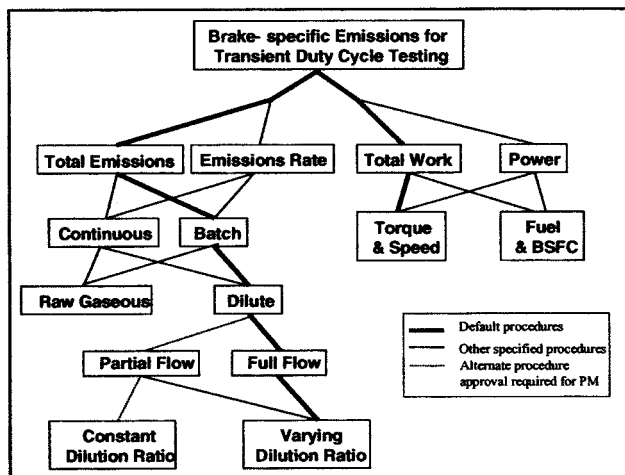 Brake- specific Emissions for
Transient Duty Cycle Testing
Total Emissions
Emissions Rate
Total Work
Power
Continuous
Batch
Torque
& Speed
Fuel
& BSFC
Raw Gaseous
Dilute
Partial Flow
Full Flow
Constant
Dilution Ratio
Varying
Dilution Ratio
Default procedures
Other specified procedures
Alternate procedure
approval required for PM